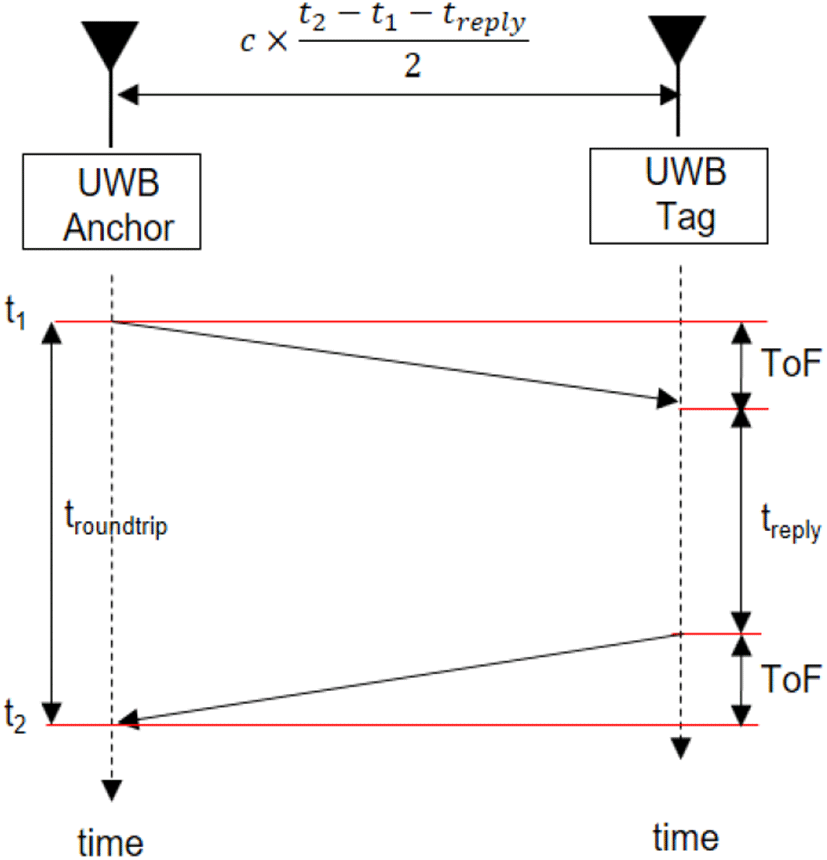 c × (t₂ − t₁ − t_reply) / 2
UWB
Anchor
UWB
Tag
t₁
ToF
t_roundtrip
t_reply
ToF
t₂
time
time